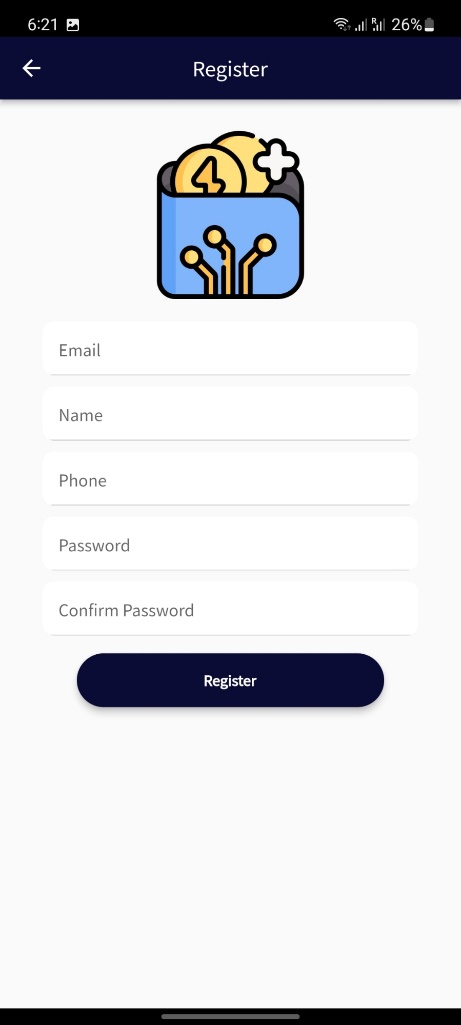 6:21
R
26%
Register
Email
Name
Phone
Password
Confirm Password
Register